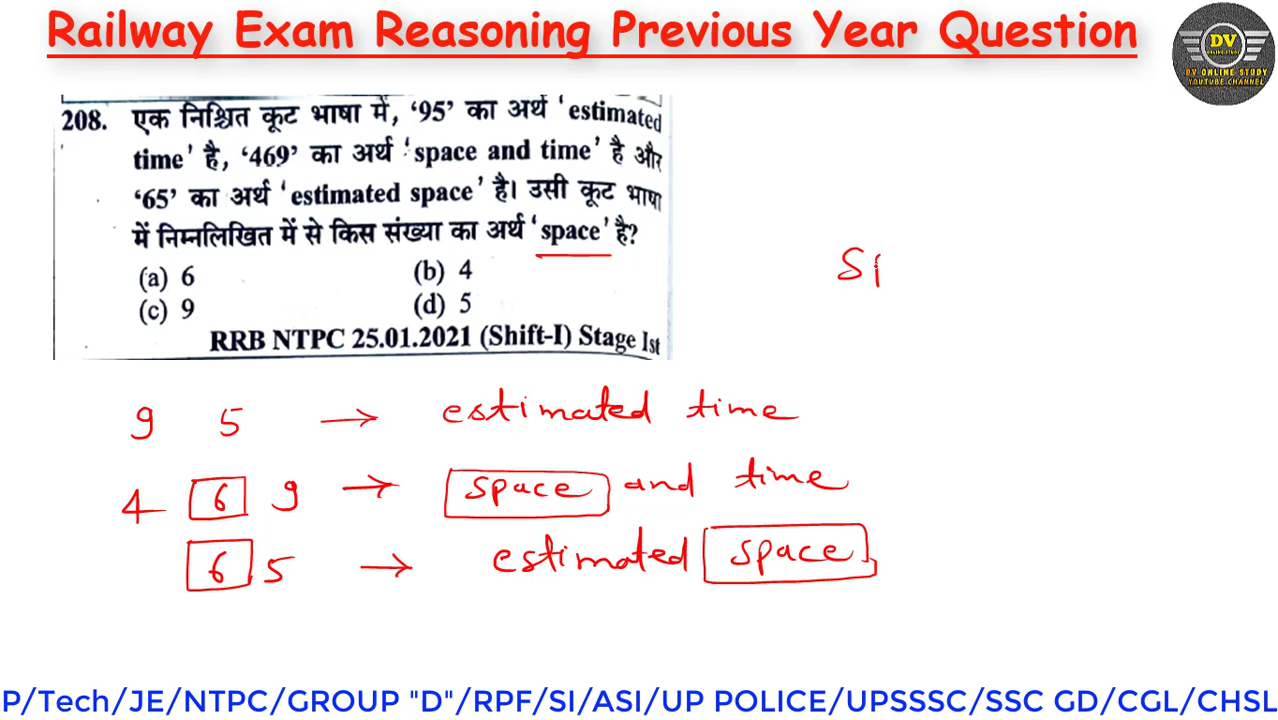 Railway Exam Reasoning Previous Year Question
DV
ONLINE STUDY
DV ONLINE STUDY
YOUTUBE CHANNEL
208. एक निश्चित कूट भाषा में, ‘95’ का अर्थ ‘estimated
time’ है, ‘469’ का अर्थ ‘space and time’ है और
‘65’ का अर्थ ‘estimated space’ है। उसी कूट भाषा
में निम्नलिखित में से किस संख्या का अर्थ ‘space’ है?
(a) 6 (b) 4
(c) 9 (d) 5
RRB NTPC 25.01.2021 (Shift-I) Stage Ist
9 5 → estimated time
4 6 9 → space and time
6 5 → estimated space
P/Tech/JE/NTPC/GROUP "D"/RPF/SI/ASI/UP POLICE/UPSSSC/SSC GD/CGL/CHSL